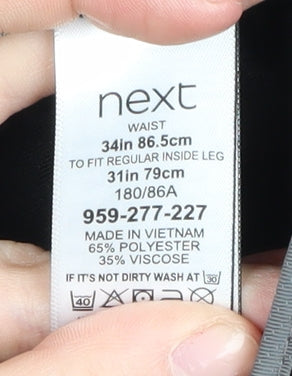 next
WAIST
34in 86.5cm
TO FIT REGULAR INSIDE LEG
31in 79cm
180/86A
959-277-227
MADE IN VIETNAM
65% POLYESTER
35% VISCOSE
IF IT'S NOT DIRTY WASH AT 30
40